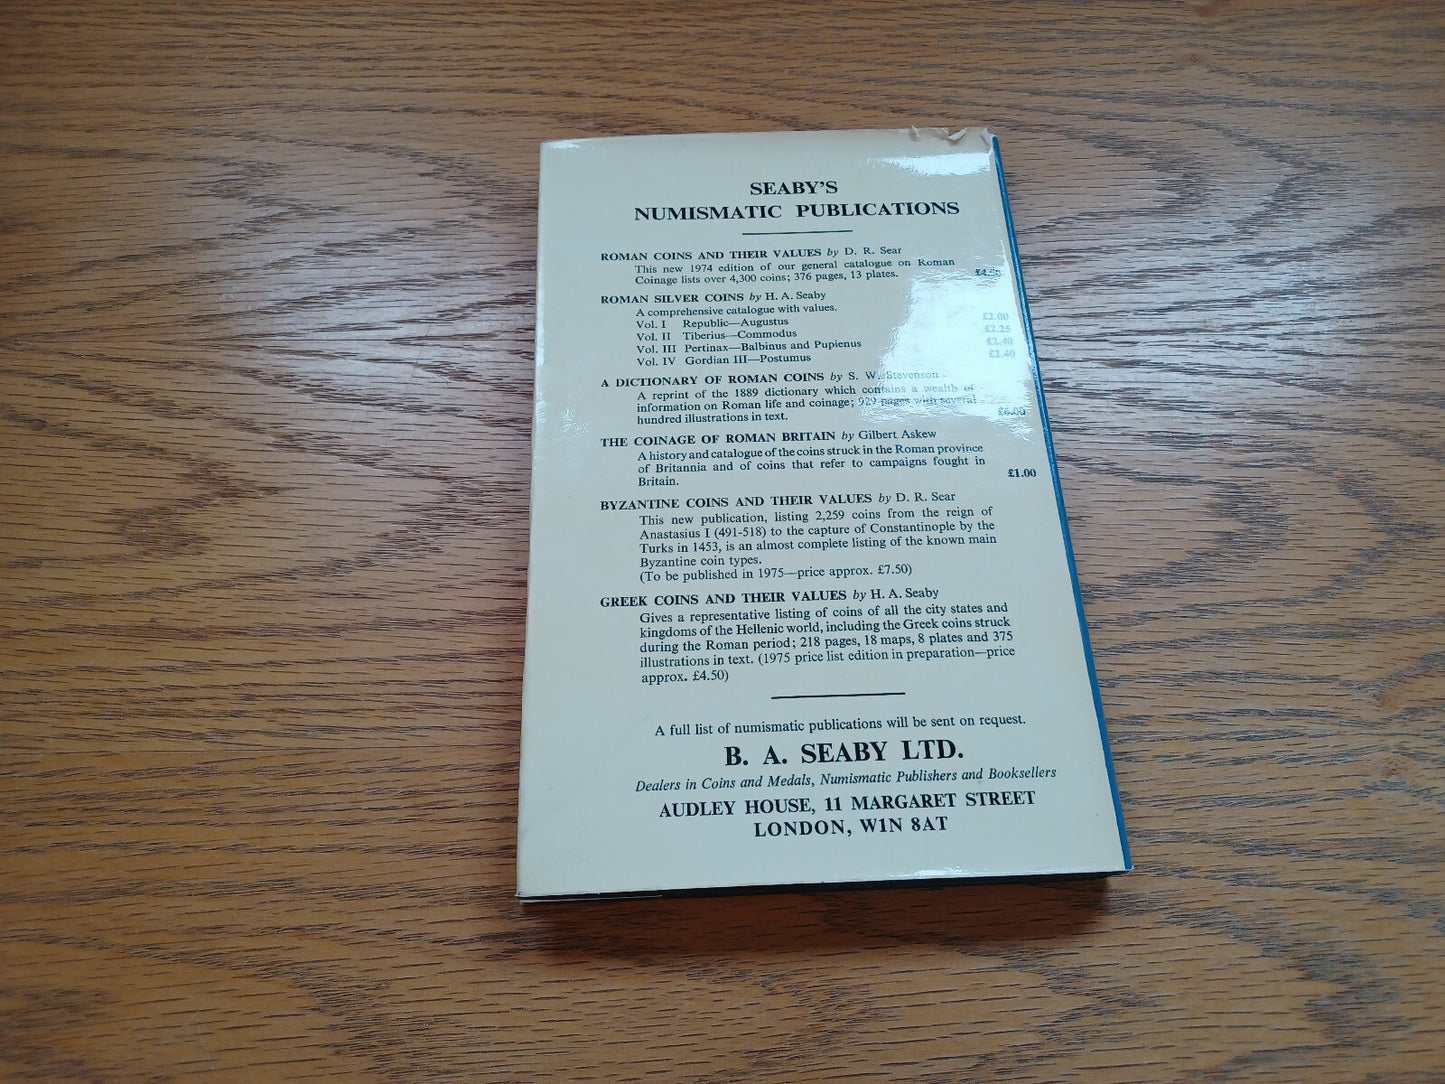 SEABY'S
NUMISMATIC PUBLICATIONS
ROMAN COINS AND THEIR VALUES by D. R. Sear
This new 1974 edition of our general catalogue on Roman
Coinage lists over 4,300 coins; 376 pages, 13 plates.
ROMAN SILVER COINS by H. A. Seaby
A comprehensive catalogue with values.
Vol. I Republic—Augustus £2.00
Vol. II Tiberius—Commodus £2.25
Vol. III Pertinax—Balbinus and Pupienus £2.40
Vol. IV Gordian III—Postumus £2.40
A DICTIONARY OF ROMAN COINS by S. W. Stevenson
A reprint of the 1889 dictionary which contains a wealth of
information on Roman life and coinage; 929 pages with several
hundred illustrations in text. £6.00
THE COINAGE OF ROMAN BRITAIN by Gilbert Askew
A history and catalogue of the coins struck in the Roman province
of Britannia and of coins that refer to campaigns fought in
Britain. £1.00
BYZANTINE COINS AND THEIR VALUES by D. R. Sear
This new publication, listing 2,259 coins from the reign of
Anastasius I (491-518) to the capture of Constantinople by the
Turks in 1453, is an almost complete listing of the known main
Byzantine coin types.
(To be published in 1975—price approx. £7.50)
GREEK COINS AND THEIR VALUES by H. A. Seaby
Gives a representative listing of coins of all the city states and
kingdoms of the Hellenic world, including the Greek coins struck
during the Roman period; 218 pages, 18 maps, 8 plates and 375
illustrations in text. (1975 price list edition in preparation—price
approx. £4.50)
A full list of numismatic publications will be sent on request.
B. A. SEABY LTD.
Dealers in Coins and Medals, Numismatic Publishers and Booksellers
AUDLEY HOUSE, 11 MARGARET STREET
LONDON, W1N 8AT